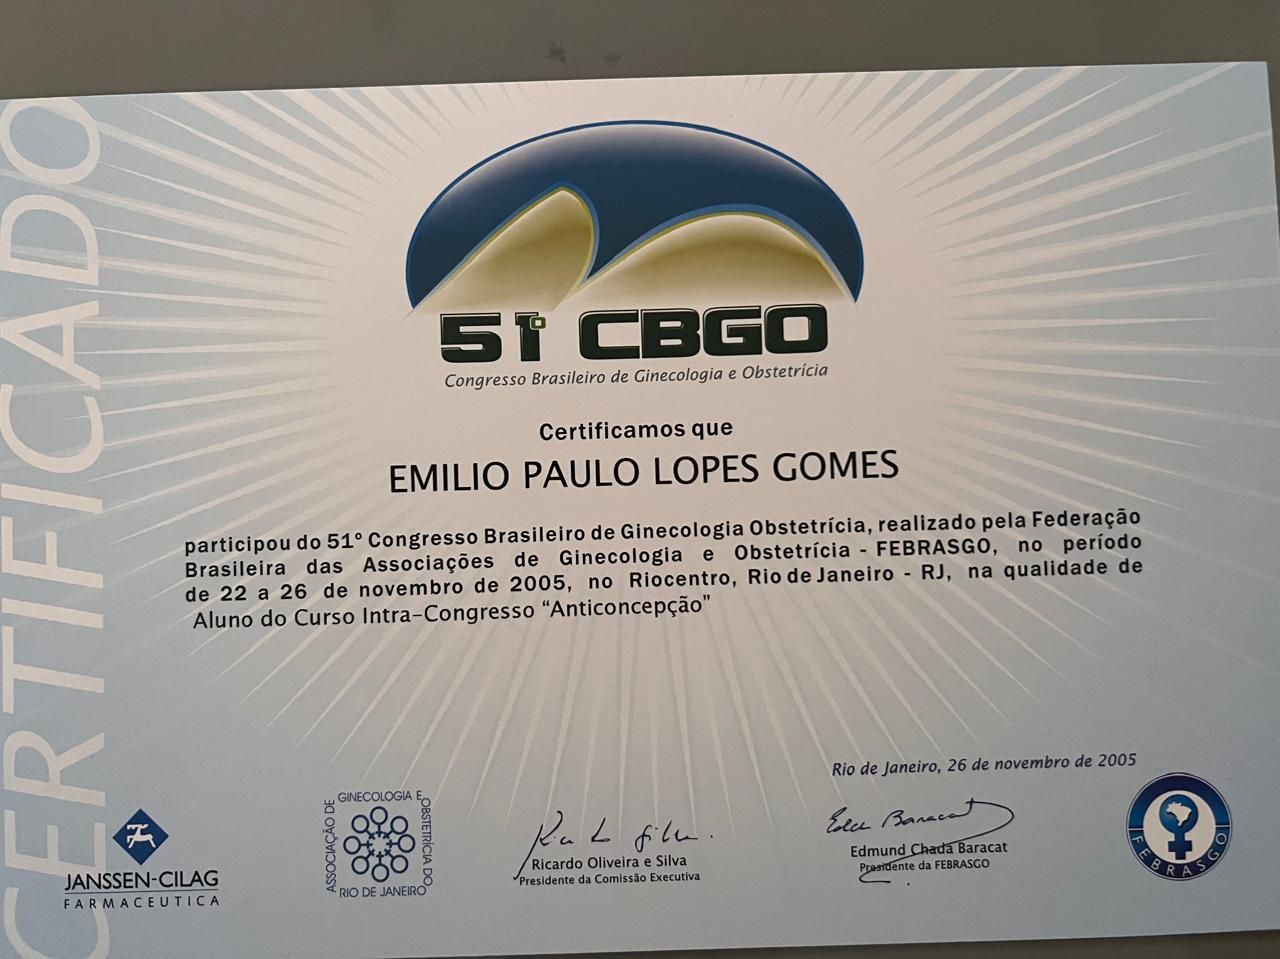 CERTIFICADO
51º CBGO
Congresso Brasileiro de Ginecologia e Obstetrícia
Certificamos que
EMILIO PAULO LOPES GOMES
participou do 51º Congresso Brasileiro de Ginecologia Obstetrícia, realizado pela Federação
Brasileira das Associações de Ginecologia e Obstetrícia - FEBRASGO, no período
de 22 a 26 de novembro de 2005, no Riocentro, Rio de Janeiro - RJ, na qualidade de
Aluno do Curso Intra-Congresso “Anticoncepção”
Rio de Janeiro, 26 de novembro de 2005
JANSSEN-CILAG
FARMACEUTICA
ASSOCIAÇÃO DE
GINECOLOGIA E
OBSTETRÍCIA DO
RIO DE JANEIRO
Ricardo Oliveira e Silva
Presidente da Comissão Executiva
Edmund Chada Baracat
Presidente da FEBRASGO
FEBRASGO